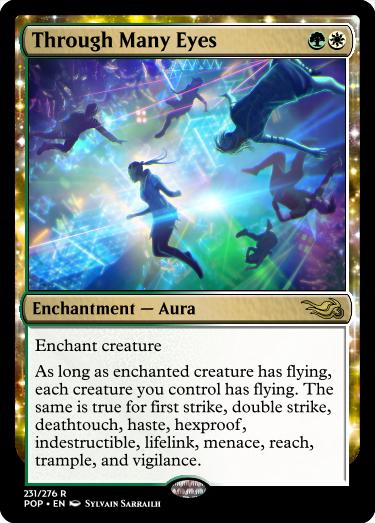 Through Many Eyes
Enchantment — Aura
Enchant creature
As long as enchanted creature has flying,
each creature you control has flying. The
same is true for first strike, double strike,
deathtouch, haste, hexproof,
indestructible, lifelink, menace, reach,
trample, and vigilance.
231/276 R
POP • EN Sylvain Sarrailh